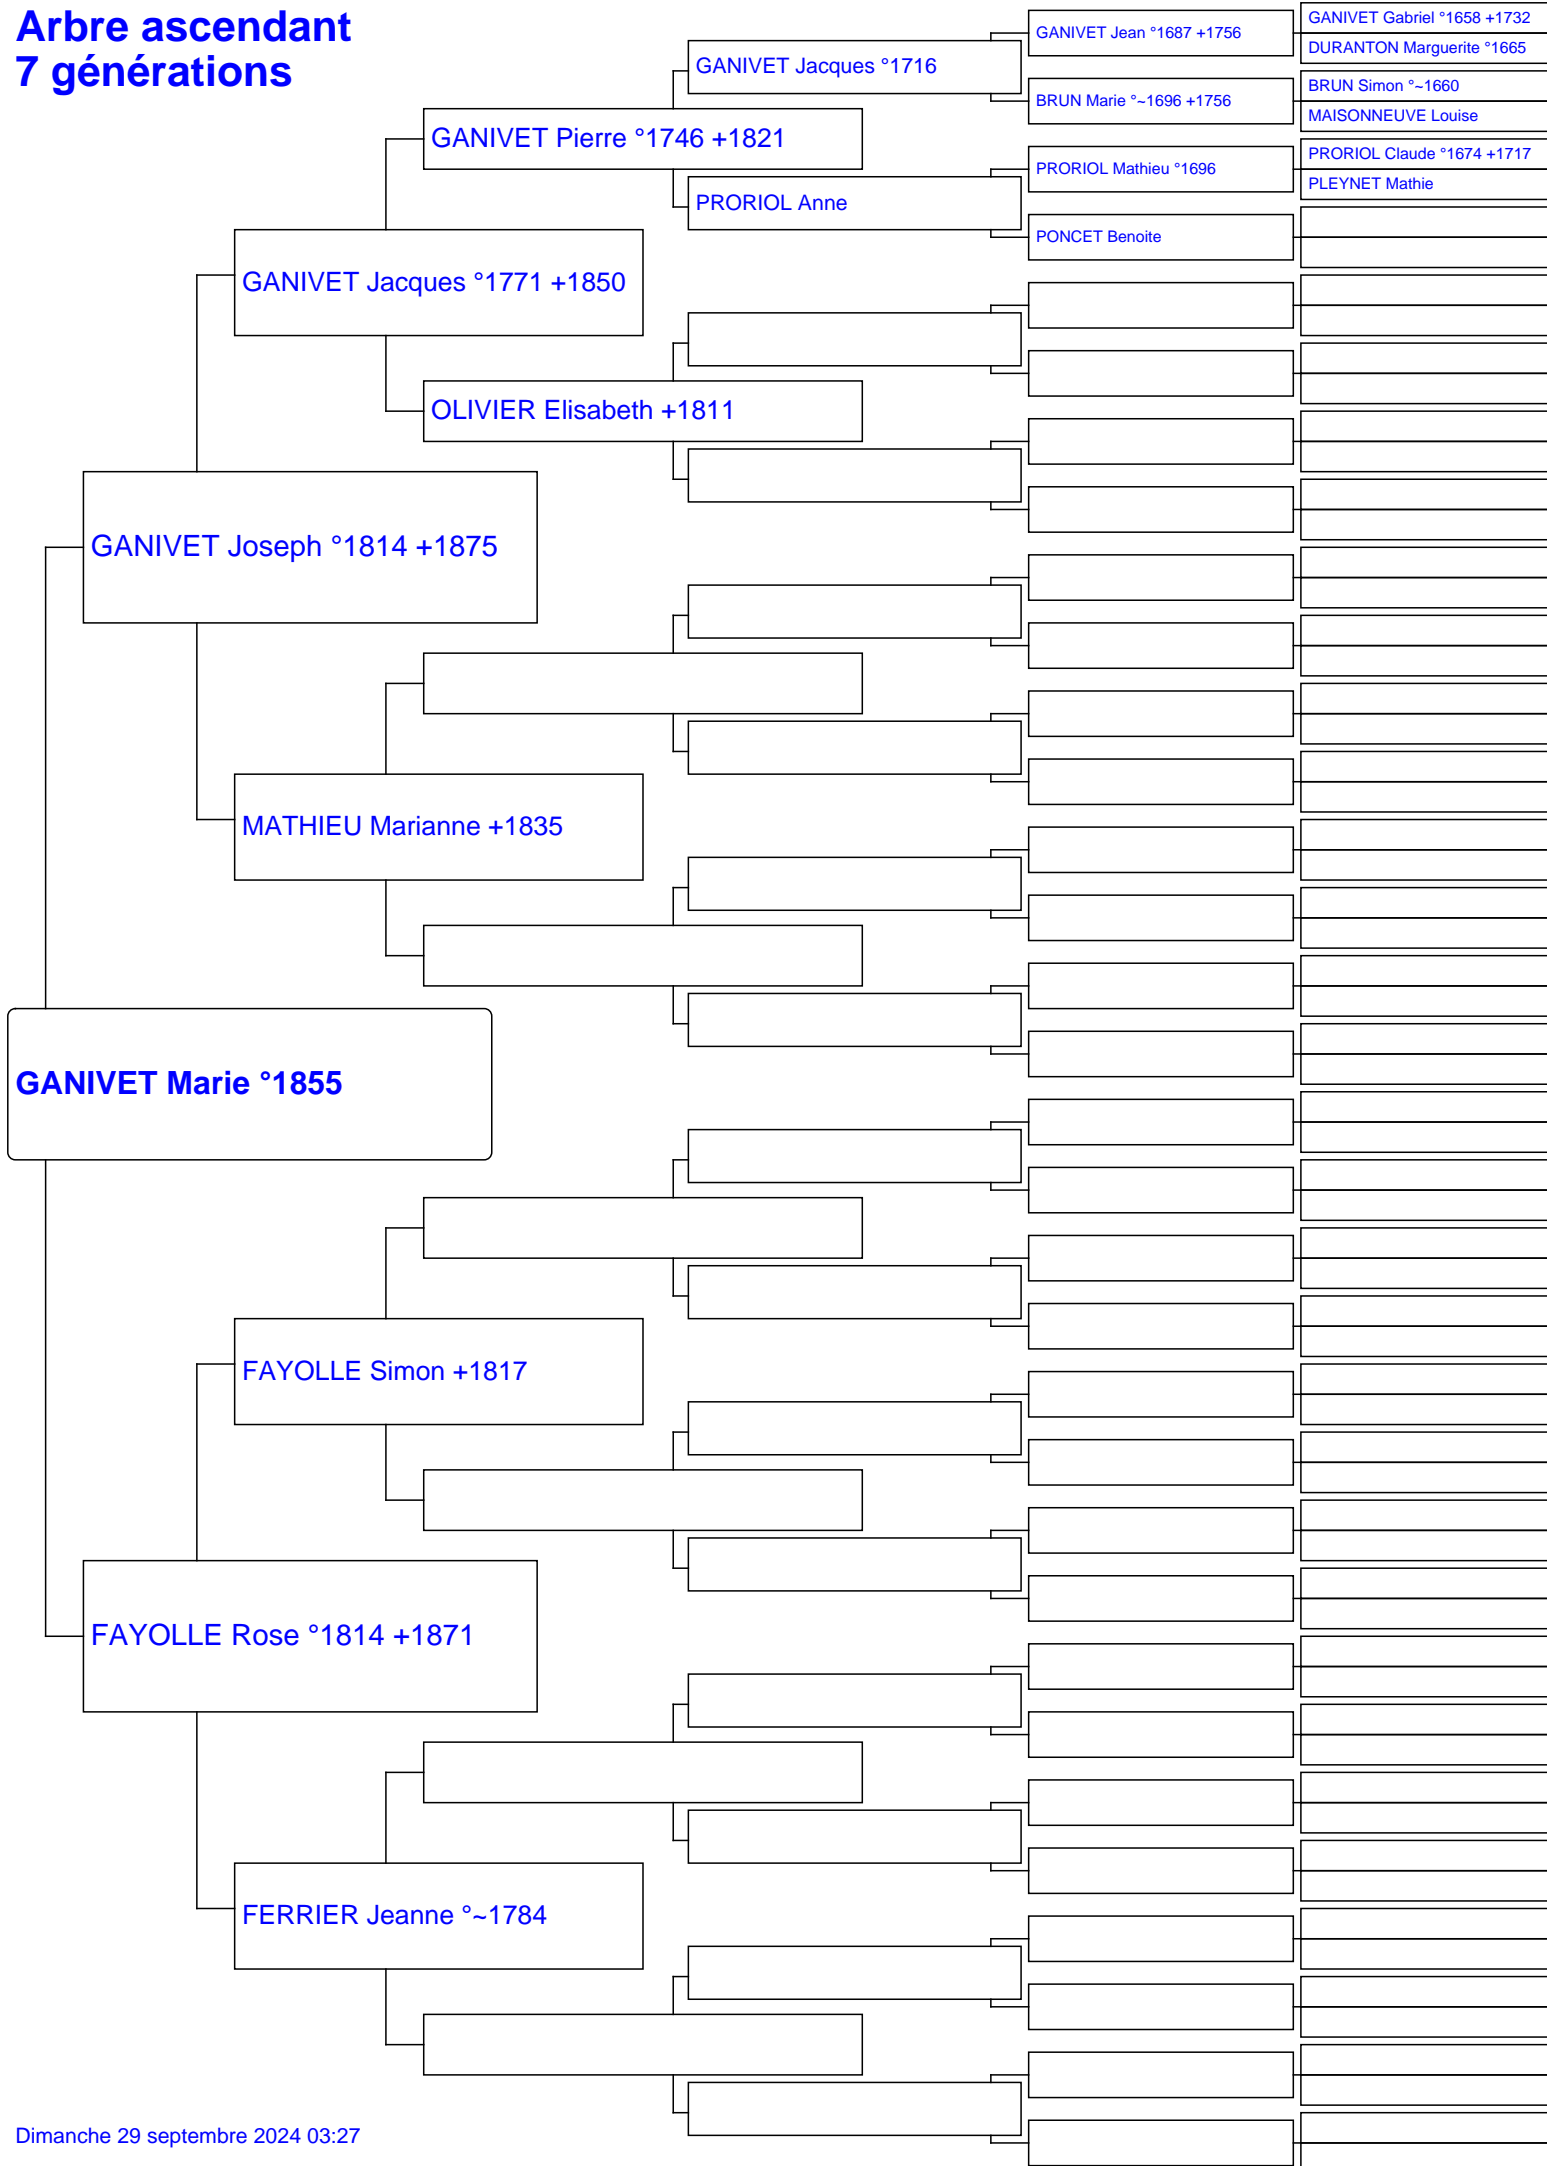 Arbre ascendant
7 générations
GANIVET Gabriel °1658 +1732
GANIVET Jean °1687 +1756
DURANTON Marguerite °1665
GANIVET Jacques °1716
BRUN Simon °~1660
BRUN Marie °~1696 +1756
MAISONNEUVE Louise
GANIVET Pierre °1746 +1821
PRORIOL Claude °1674 +1717
PRORIOL Mathieu °1696
PLEYNET Mathie
PRORIOL Anne
PONCET Benoite
GANIVET Jacques °1771 +1850
OLIVIER Elisabeth +1811
GANIVET Joseph °1814 +1875
MATHIEU Marianne +1835
GANIVET Marie °1855
FAYOLLE Simon +1817
FAYOLLE Rose °1814 +1871
FERRIER Jeanne °~1784
Dimanche 29 septembre 2024 03:27